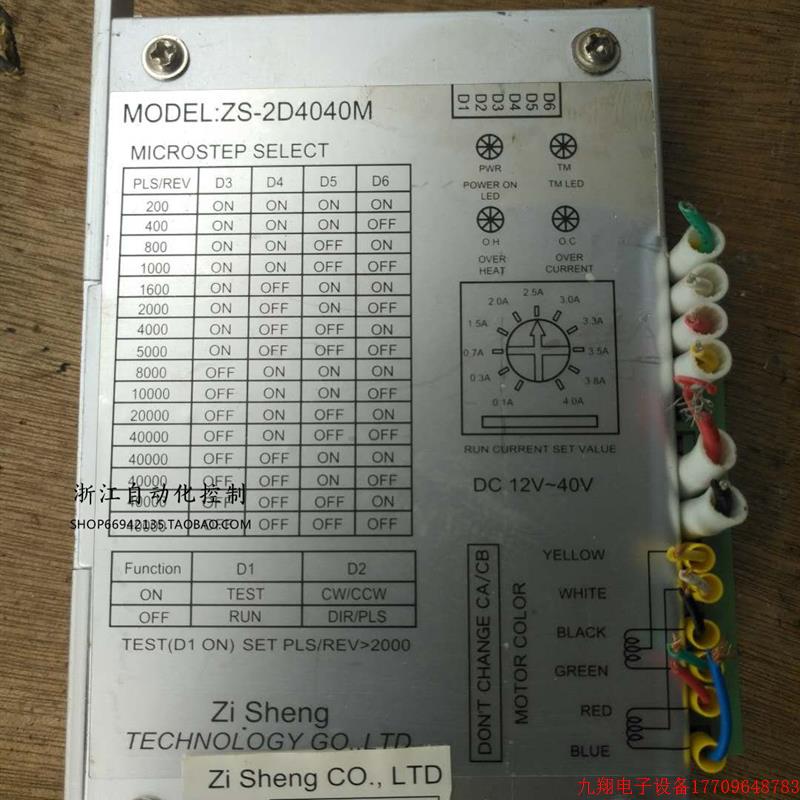 MODEL:ZS-2D4040M
D1 D2 D3 D4 D5 D6
MICROSTEP SELECT
PLS/REV D3 D4 D5 D6
200 ON ON ON ON
400 ON ON ON OFF
800 ON ON OFF ON
1000 ON ON OFF OFF
1600 ON OFF ON ON
2000 ON OFF ON OFF
4000 ON OFF OFF ON
5000 ON OFF OFF OFF
8000 OFF ON ON ON
10000 OFF ON ON OFF
20000 OFF ON OFF ON
40000 OFF ON OFF OFF
40000 OFF OFF ON ON
40000 OFF OFF ON OFF
40000 OFF OFF OFF ON
40000 OFF OFF OFF OFF
PWR TM
POWER ON LED
TM LED
O.H O.C
OVER HEAT
OVER CURRENT
0.1A 0.3A 0.7A 1.5A 2.0A 2.5A 3.0A 3.3A 3.5A 3.8A 4.0A
RUN CURRENT SET VALUE
DC 12V~40V
浙江自动化控制
SHOP66942135.TAOBAO.COM
Function D1 D2
ON TEST CW/CCW
OFF RUN DIR/PLS
TEST(D1 ON) SET PLS/REV>2000
DON'T CHANGE CA/CB
MOTOR COLOR
YELLOW
WHITE
BLACK
GREEN
RED
BLUE
Zi Sheng
TECHNOLOGY GO.,LTD
Zi Sheng CO., LTD
九翔电子设备17709648783